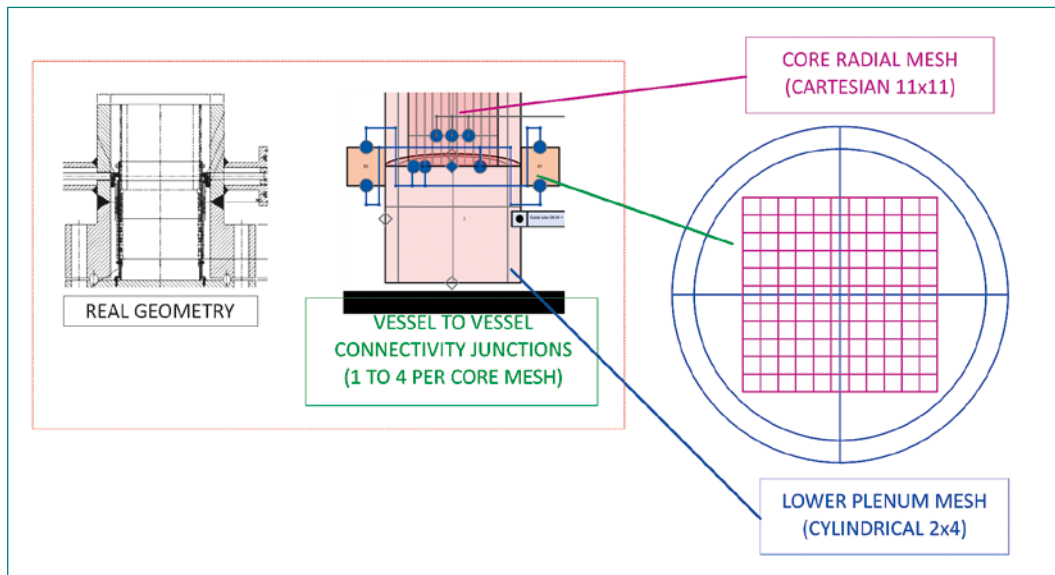 CORE RADIAL MESH
(CARTESIAN 11x11)
REAL GEOMETRY
VESSEL TO VESSEL
CONNECTIVITY JUNCTIONS
(1 TO 4 PER CORE MESH)
LOWER PLENUM MESH
(CYLINDRICAL 2x4)